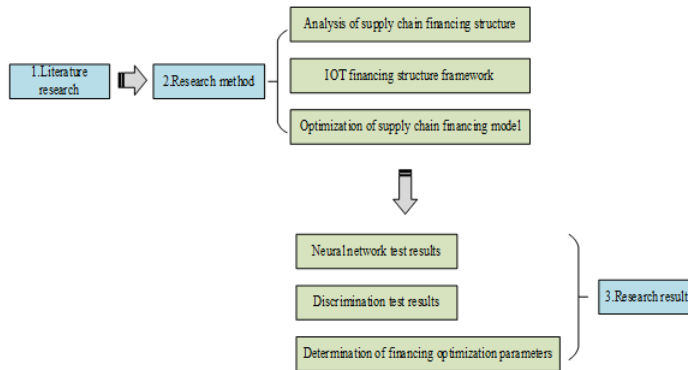 Analysis of supply chain financing structure
1.Literature
research
2.Research method
IOT financing structure framework
Optimization of supply chain financing model
Neural network test results
Discrimination test results
3.Research result
Determination of financing optimization parameters